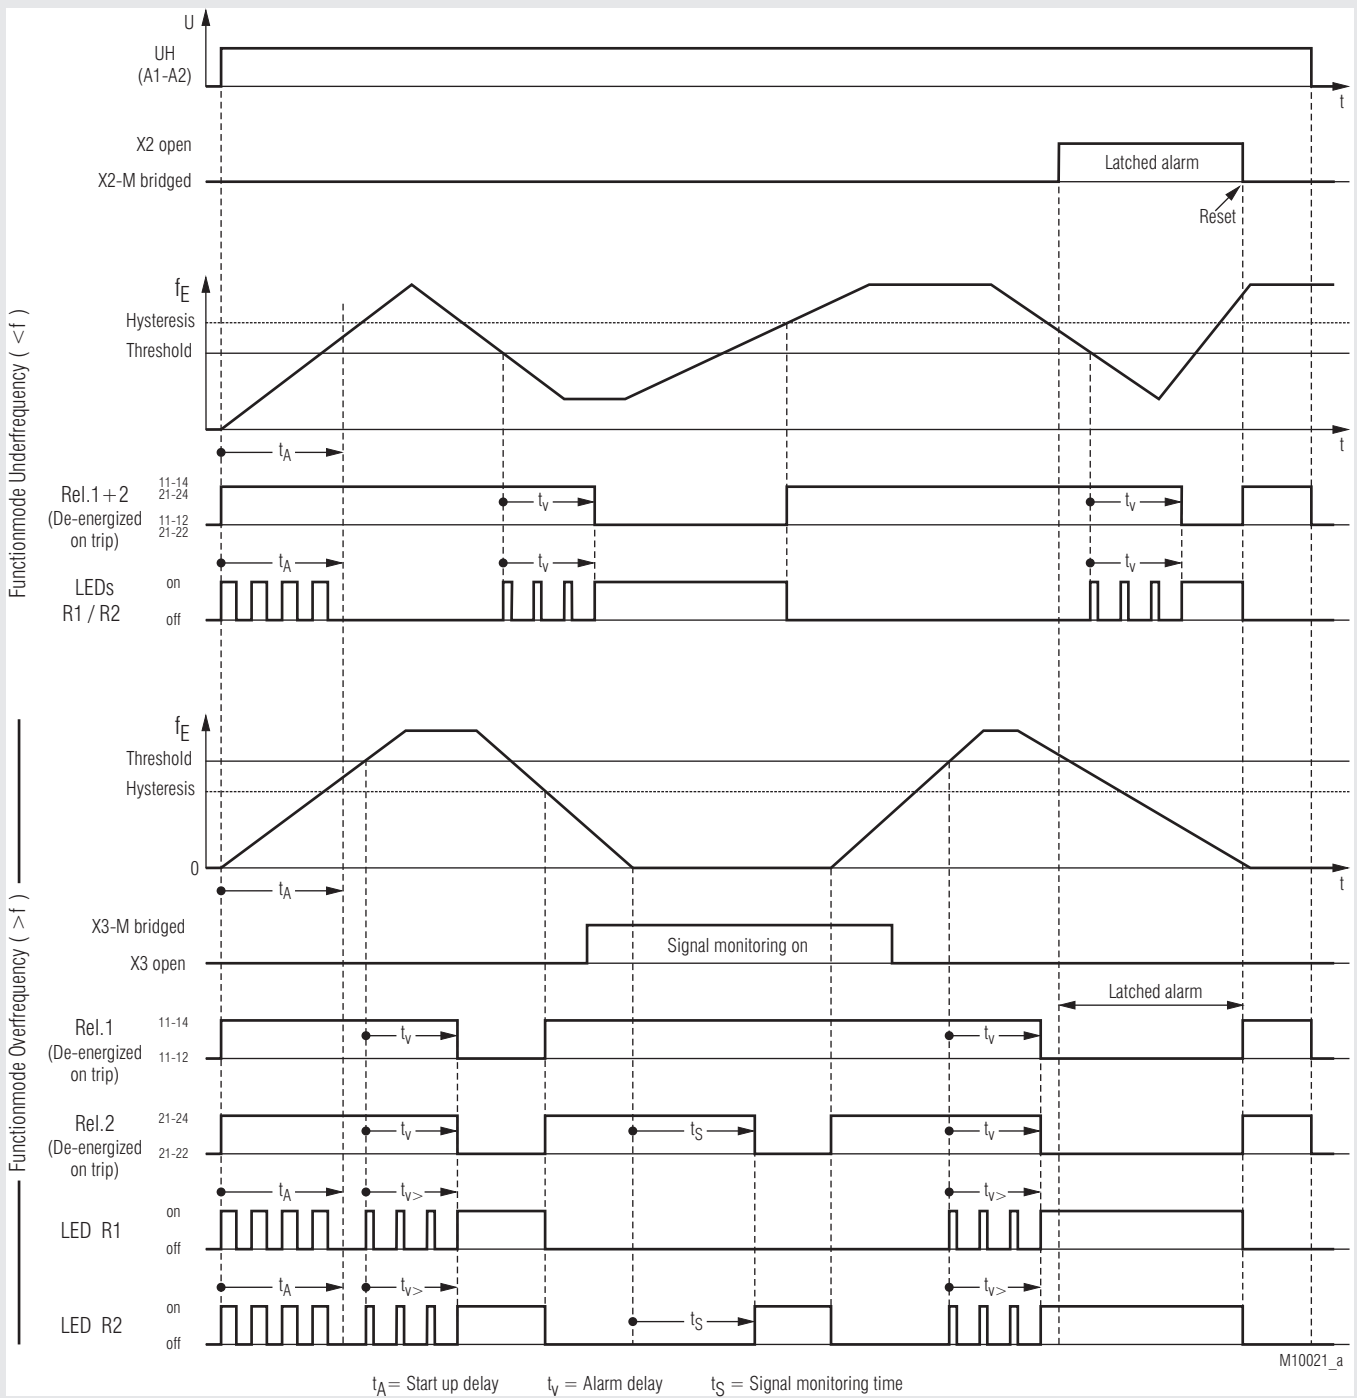 U
UH
(A1-A2)
t
X2 open
Latched alarm
X2-M bridged
Reset
Functionmode Underfrequency ( <f )
fE
Hysteresis
Threshold
t
tA
Rel.1+2
(De-energized
on trip)
11-14
21-24
11-12
21-22
tv
tv
tA
tv
tv
LEDs
R1 / R2
on
off
Functionmode Overfrequency ( >f )
fE
Threshold
Hysteresis
0
t
tA
X3-M bridged
Signal monitoring on
X3 open
Latched alarm
Rel.1
(De-energized
on trip)
11-14
11-12
tv
tv
Rel.2
(De-energized
on trip)
21-24
21-22
tv
tS
tv
tA
tv>
tv>
LED R1
on
off
tA
tv>
tv>
LED R2
on
off
tS
M10021_a
tA= Start up delay tv = Alarm delay tS = Signal monitoring time